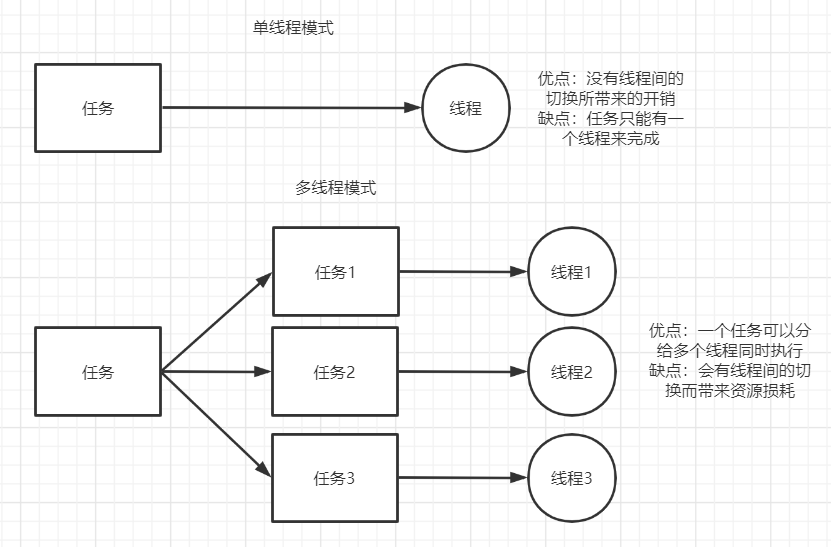 单线程模式
任务
线程
优点：没有线程间的
切换所带来的开销
缺点：任务只能有一
个线程来完成
多线程模式
任务
任务1
线程1
任务2
线程2
任务3
线程3
优点：一个任务可以分
给多个线程同时执行
缺点：会有线程间的切
换而带来资源损耗